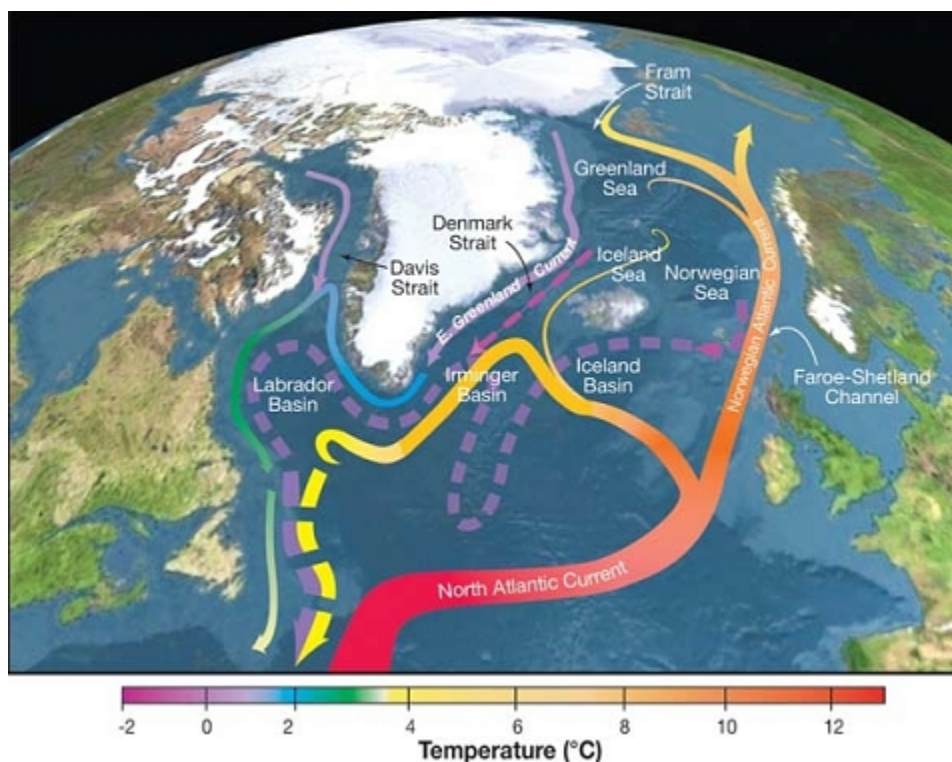 Fram
Strait
Greenland
Sea
Denmark
Strait
Iceland
Sea
Norwegian
Sea
Davis
Strait
E. Greenland Current
Norwegian Atlantic Current
Labrador
Basin
Irminger
Basin
Iceland
Basin
Faroe-Shetland
Channel
North Atlantic Current
-2 0 2 4 6 8 10 12
Temperature (°C)